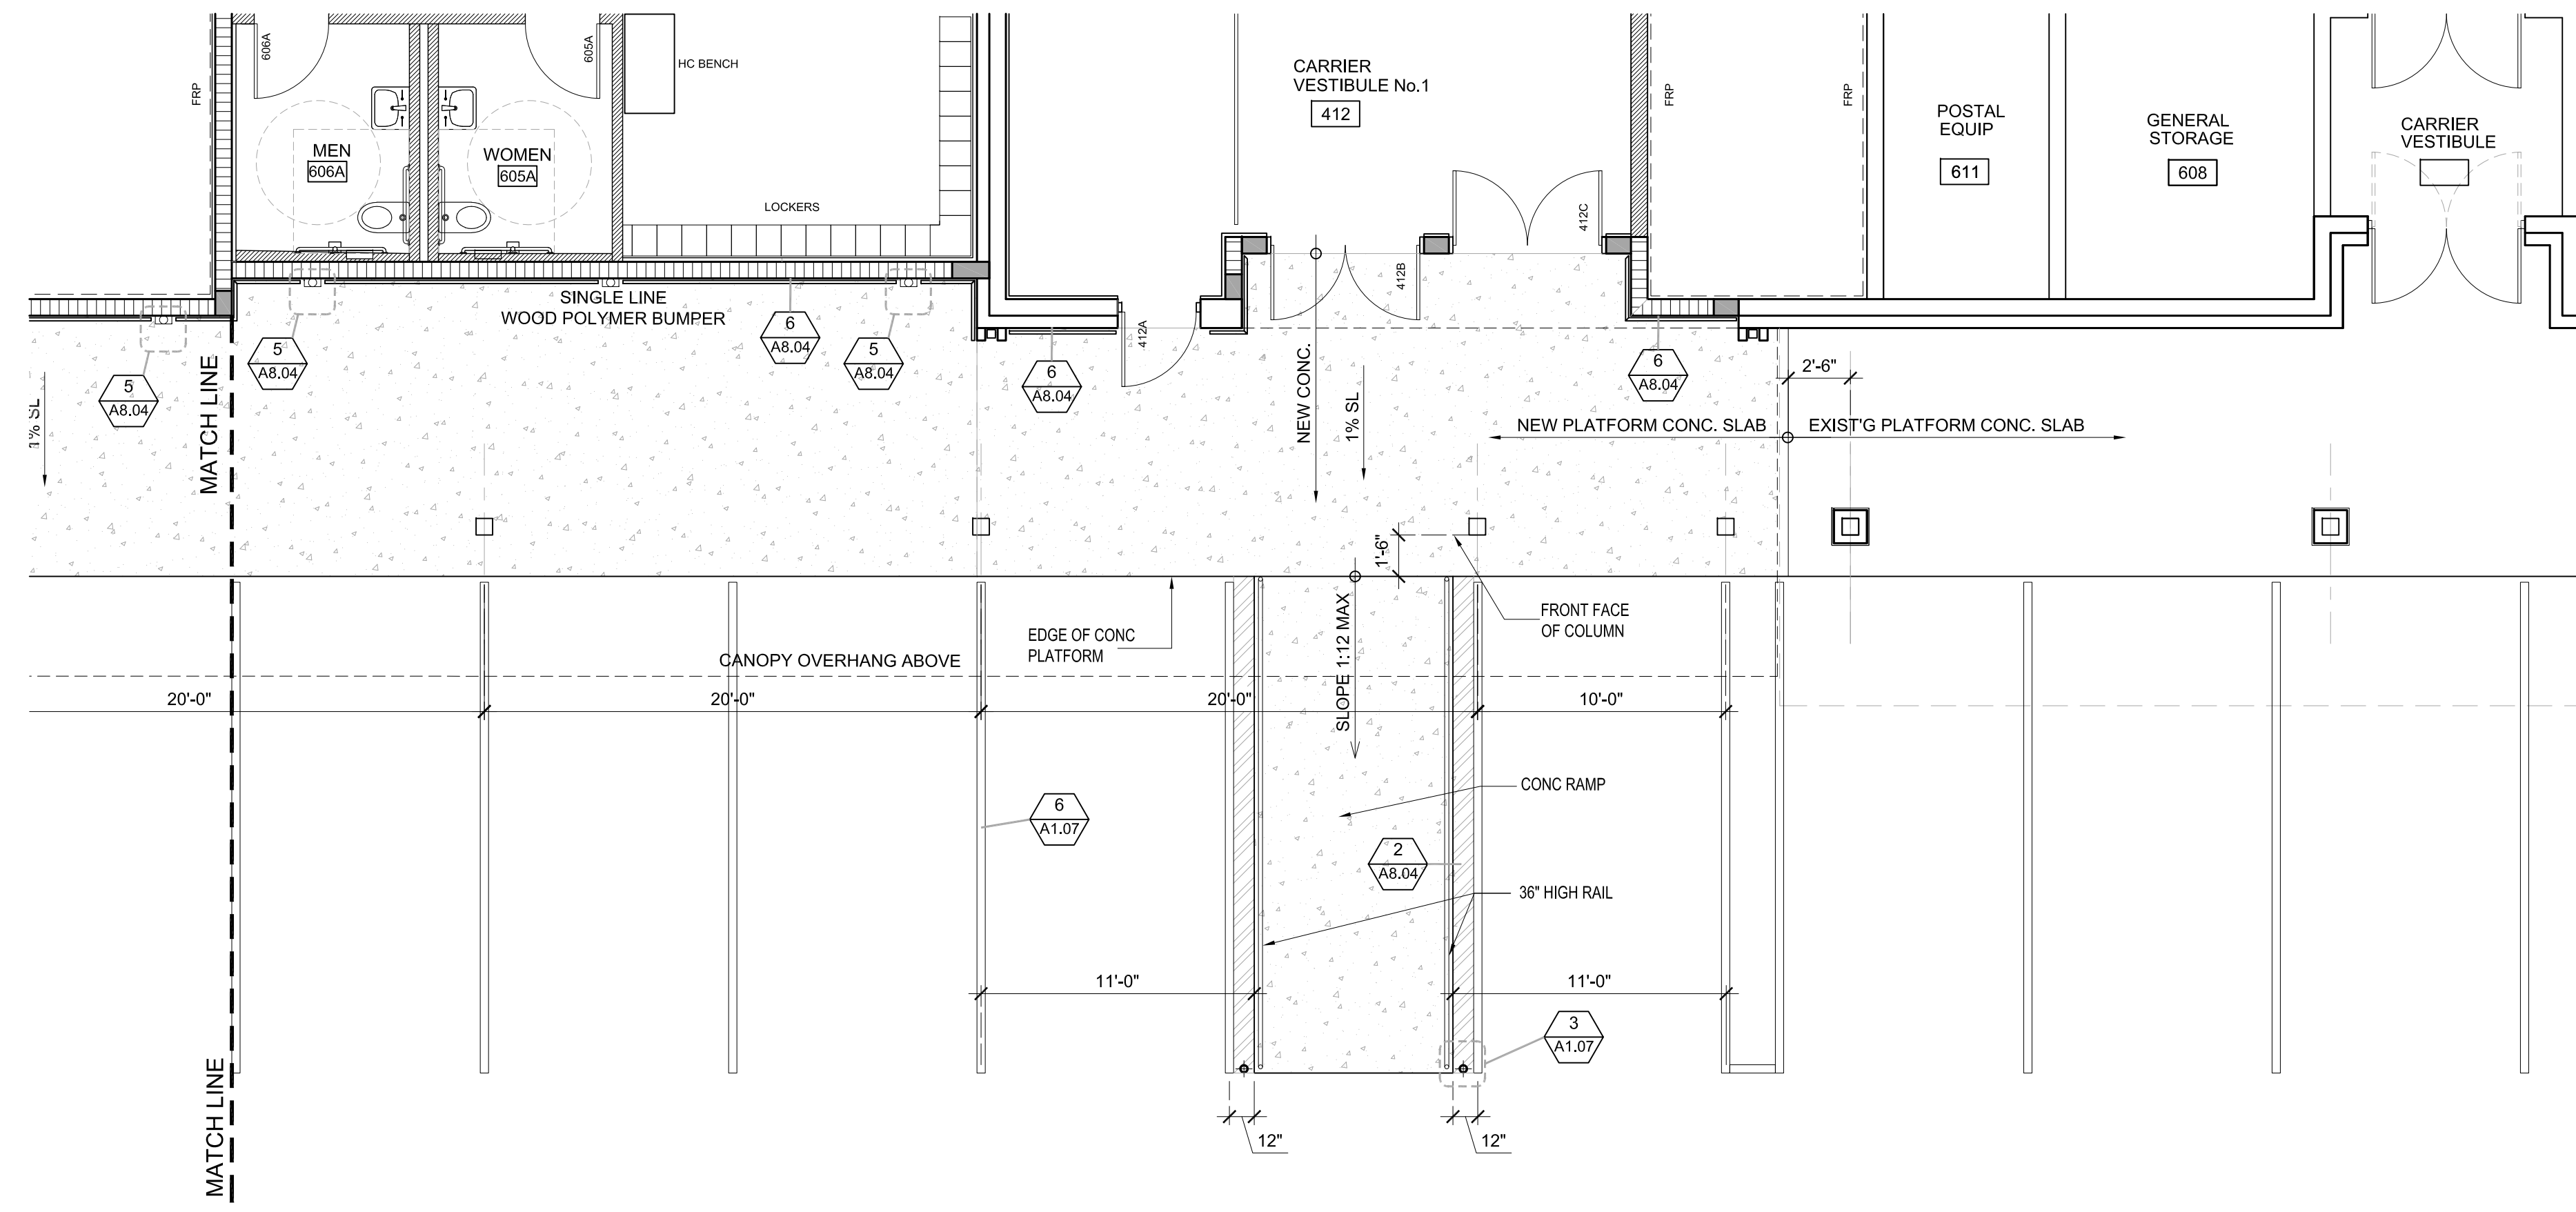 606A
605A
HC BENCH
FRP
CARRIER
VESTIBULE No.1
412
FRP
FRP
POSTAL
EQUIP
611
GENERAL
STORAGE
608
CARRIER
VESTIBULE
MEN
606A
WOMEN
605A
LOCKERS
412C
412B
412A
SINGLE LINE
WOOD POLYMER BUMPER
5
A8.04
5
A8.04
6
A8.04
5
A8.04
6
A8.04
6
A8.04
1% SL
MATCH LINE
NEW CONC.
1% SL
2'-6"
NEW PLATFORM CONC. SLAB
EXIST'G PLATFORM CONC. SLAB
1'-6"
FRONT FACE
OF COLUMN
EDGE OF CONC
PLATFORM
CANOPY OVERHANG ABOVE
SLOPE 1:12 MAX
20'-0"
20'-0"
20'-0"
10'-0"
CONC RAMP
6
A1.07
2
A8.04
36" HIGH RAIL
11'-0"
11'-0"
3
A1.07
MATCH LINE
12"
12"